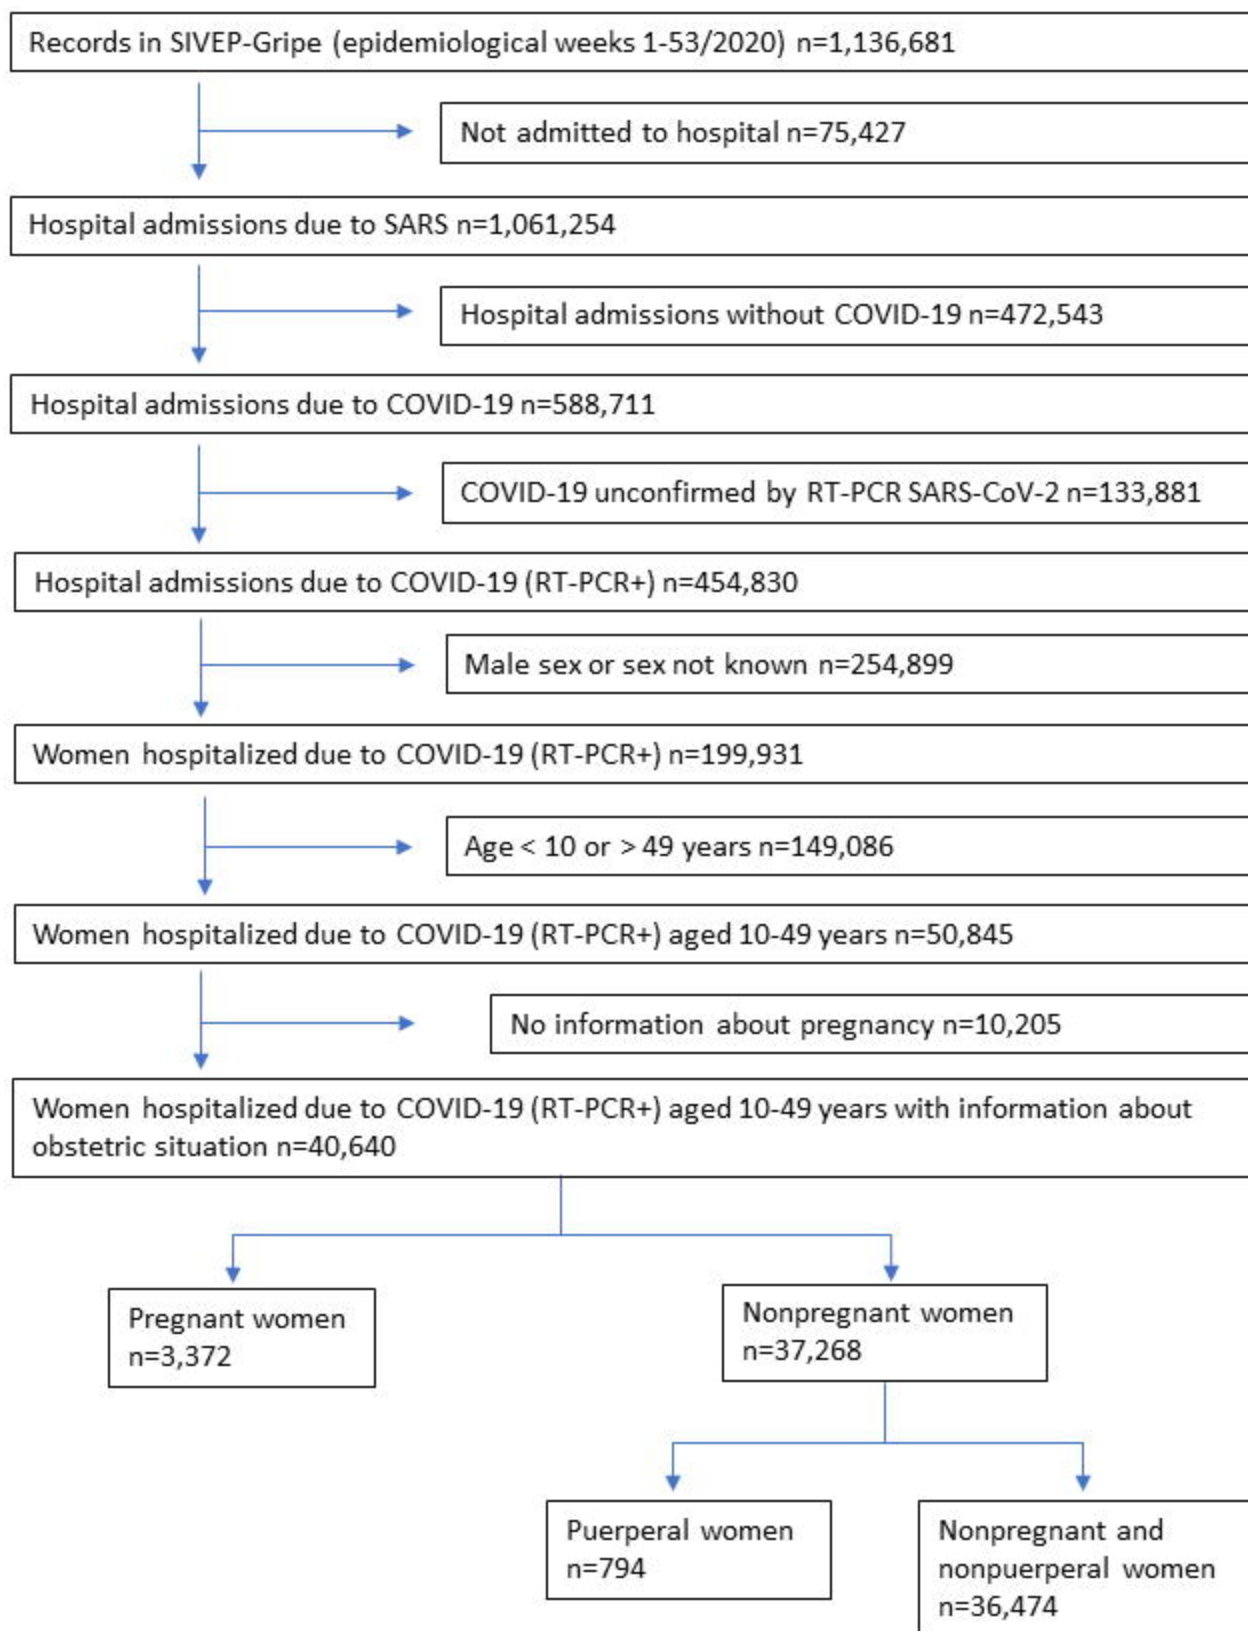 Records in SIVEP-Gripe (epidemiological weeks 1-53/2020) n=1,136,681
Not admitted to hospital n=75,427
Hospital admissions due to SARS n=1,061,254
Hospital admissions without COVID-19 n=472,543
Hospital admissions due to COVID-19 n=588,711
COVID-19 unconfirmed by RT-PCR SARS-CoV-2 n=133,881
Hospital admissions due to COVID-19 (RT-PCR+) n=454,830
Male sex or sex not known n=254,899
Women hospitalized due to COVID-19 (RT-PCR+) n=199,931
Age < 10 or > 49 years n=149,086
Women hospitalized due to COVID-19 (RT-PCR+) aged 10-49 years n=50,845
No information about pregnancy n=10,205
Women hospitalized due to COVID-19 (RT-PCR+) aged 10-49 years with information about
obstetric situation n=40,640
Pregnant women
n=3,372
Nonpregnant women
n=37,268
Puerperal women
n=794
Nonpregnant and
nonpuerperal women
n=36,474